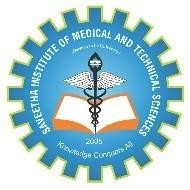 SAVEETHA INSTITUTE OF MEDICAL AND TECHNICAL SCIENCES
2005
Knowledge Conquers All